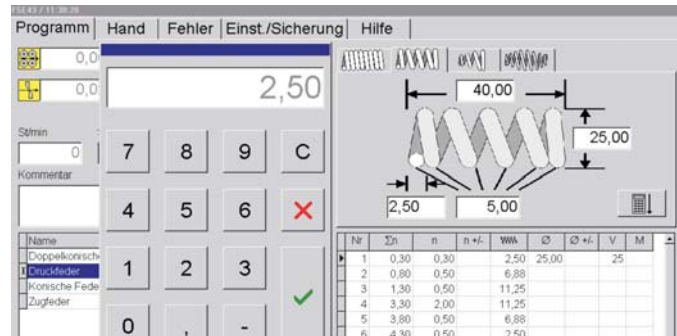 FSE43 / 11:38:28
Programm Hand Fehler Einst./Sicherung Hilfe
0,0
0,0
St/min
0
Kommentar
Name
Doppelkonisch
Druckfeder
Konische Fede
Zugfeder
2,50
7 8 9 C
4 5 6
1 2 3
0 , -
40,00
25,00
2,50 5,00
Nr Σn n n +/- Ø Ø +/- V M
1 0,30 0,30 2,50 25,00 25
2 0,80 0,50 6,88
3 1,30 0,50 11,25
4 3,30 2,00 11,25
5 3,80 0,50 6,88
6 4,30 0,50 2,50